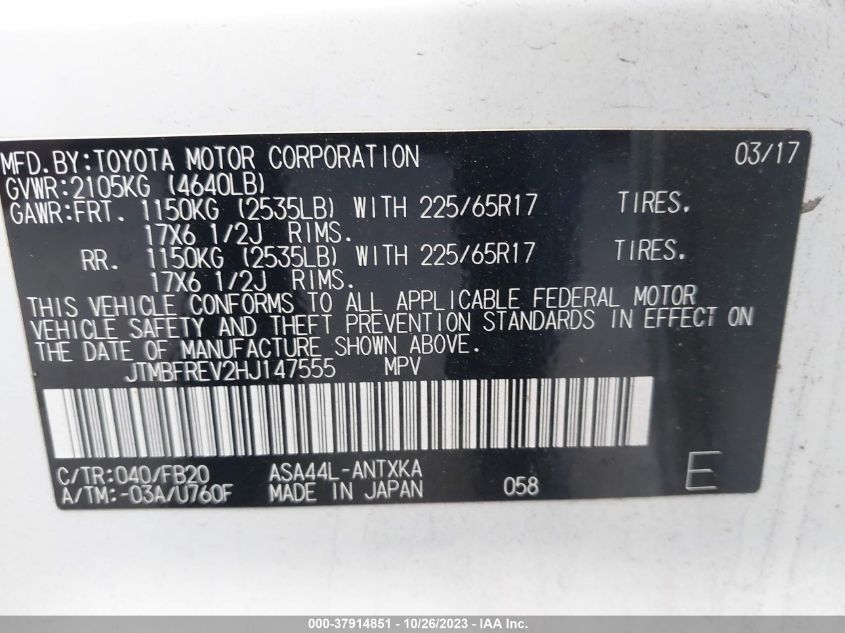 MFD.BY:TOYOTA MOTOR CORPORATION 03/17
GVWR:2105KG (4640LB)
GAWR:FRT. 1150KG (2535LB) WITH 225/65R17 TIRES.
17X6 1/2J RIMS.
RR. 1150KG (2535LB) WITH 225/65R17 TIRES.
17X6 1/2J RIMS.
THIS VEHICLE CONFORMS TO ALL APPLICABLE FEDERAL MOTOR
VEHICLE SAFETY AND THEFT PREVENTION STANDARDS IN EFFECT ON
THE DATE OF MANUFACTURE SHOWN ABOVE.
JTMBFREV2HJ147555 MPV
C/TR:040/FB20 ASA44L-ANTXKA
A/TM:-03A/U760F MADE IN JAPAN 058 E
000-37914851 - 10/26/2023 - IAA Inc.